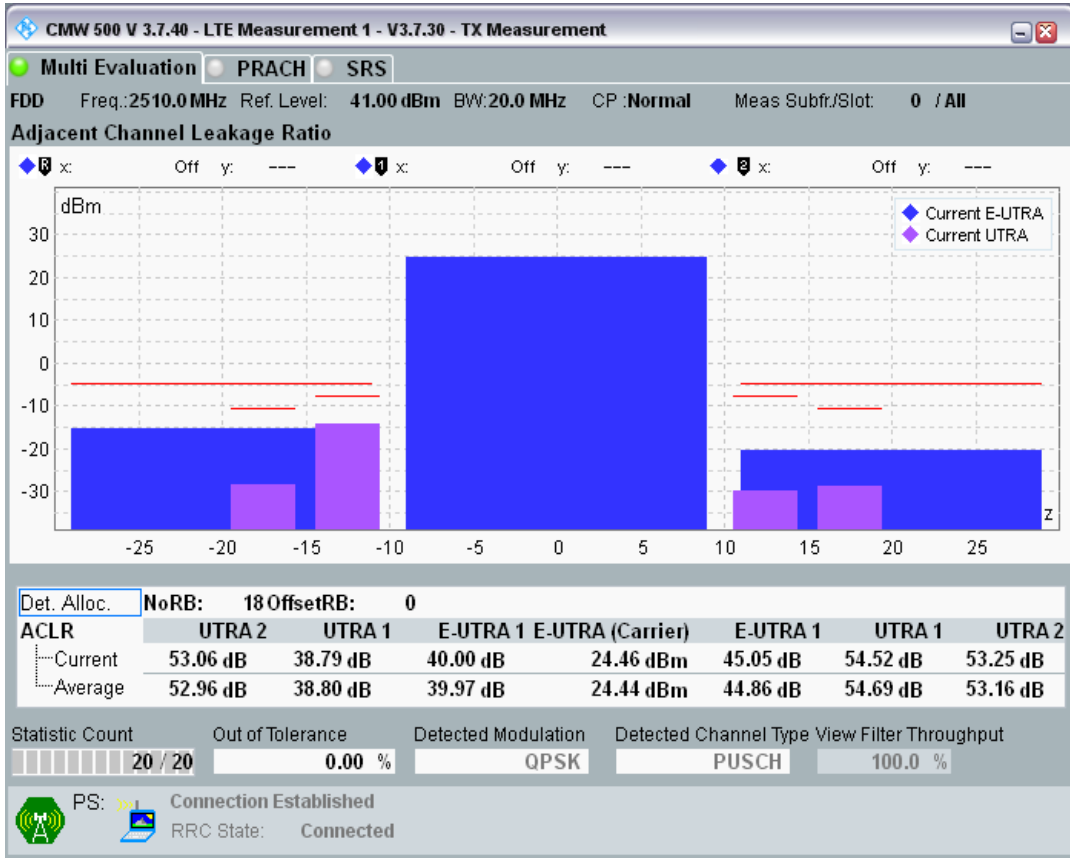 CMW 500 V 3.7.40 - LTE Measurement 1 - V3.7.30 - TX Measurement
Multi Evaluation PRACH SRS
FDD Freq.:2510.0 MHz Ref. Level: 41.00 dBm BW:20.0 MHz CP :Normal Meas Subfr./Slot: 0 / All
Adjacent Channel Leakage Ratio
R x: Off y: --- 1 x: Off y: --- 2 x: Off y: ---
dBm
Current E-UTRA
Current UTRA
30
20
10
0
-10
-20
-30
z
-25 -20 -15 -10 -5 0 5 10 15 20 25
Det. Alloc. NoRB: 18 OffsetRB: 0
ACLR UTRA 2 UTRA 1 E-UTRA 1 E-UTRA (Carrier) E-UTRA 1 UTRA 1 UTRA 2
Current 53.06 dB 38.79 dB 40.00 dB 24.46 dBm 45.05 dB 54.52 dB 53.25 dB
Average 52.96 dB 38.80 dB 39.97 dB 24.44 dBm 44.86 dB 54.69 dB 53.16 dB
Statistic Count Out of Tolerance Detected Modulation Detected Channel Type View Filter Throughput
20 / 20 0.00 % QPSK PUSCH 100.0 %
PS: Connection Established
RRC State: Connected